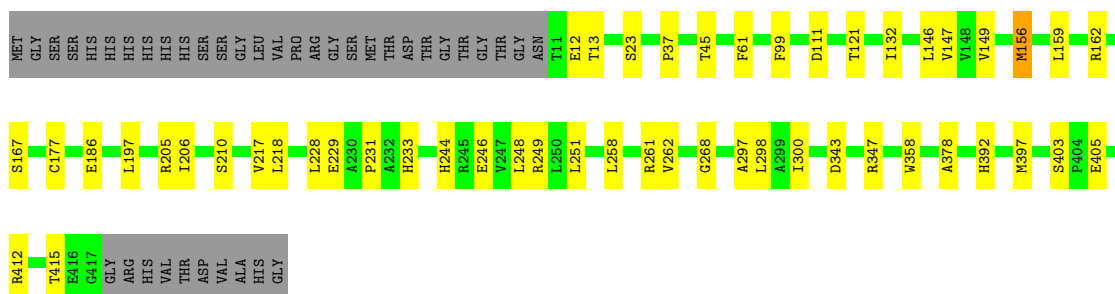 MET GLY SER SER HIS HIS HIS HIS HIS HIS SER SER GLY LEU VAL PRO ARG GLY SER MET THR ASP THR GLY THR GLY THR GLY ASN T11 E12 T13 S23 P37 T45 F61 F99 D111 T121 I132 L146 V147 V148 V149 M156 L159 R162
S167 C177 E186 L197 R205 I206 S210 V217 L218 L228 E229 A230 P231 A232 H233 H244 R245 E246 V247 L248 R249 L250 L251 L258 R261 V262 G268 A297 L298 A299 I300 D343 R347 W358 A378 H392 M397 S403 P404 E405
R412 T415 E416 G417 GLY ARG HIS VAL THR ASP VAL ALA HIS GLY